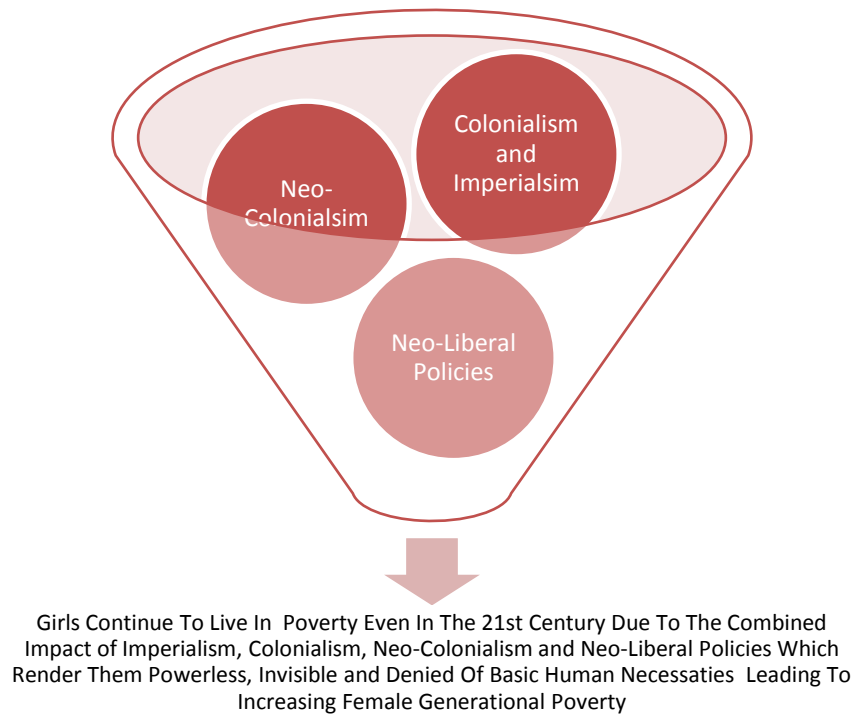 Colonialism
and
Imperialsim
Neo-
Colonialsim
Neo-Liberal
Policies
Girls Continue To Live In Poverty Even In The 21st Century Due To The Combined
Impact of Imperialism, Colonialism, Neo-Colonialism and Neo-Liberal Policies Which
Render Them Powerless, Invisible and Denied Of Basic Human Necessaties Leading To
Increasing Female Generational Poverty